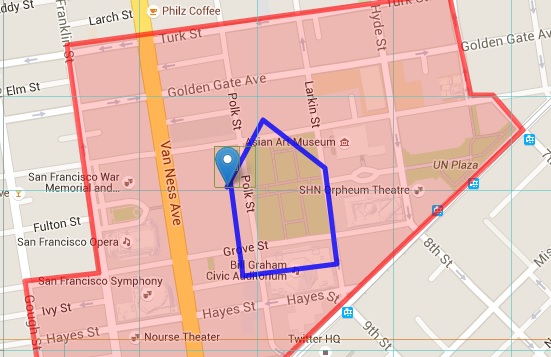 ddy St
Larch St
Philz Coffee
Franklin St
Turk St
Turk St
Hyde St
Elm St
Golden Gate Ave
Golden Gate Ave
Polk St
Larkin St
Asian Art Museum
UN Plaza
San Francisco War
Memorial and...
Van Ness Ave
Polk St
SHN Orpheum Theatre
Fulton St
San Francisco Opera
Grove St
8th St
Mis
Bill Graham
Civic Auditorium
San Francisco Symphony
Gough St
Ivy St
Hayes St
Hayes St
9th St
Nourse Theater
Twitter HQ